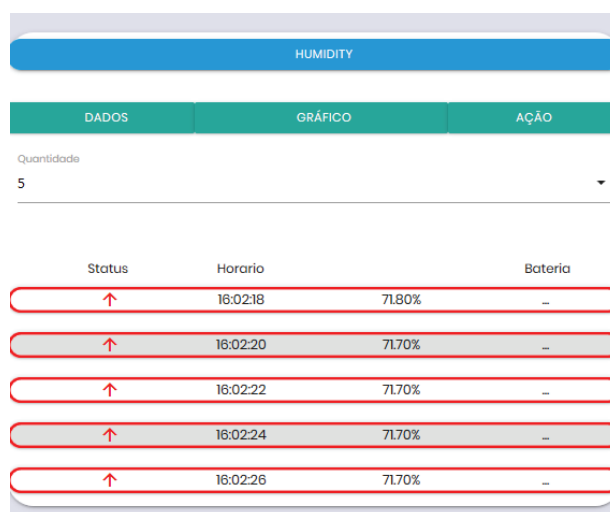 HUMIDITY
DADOS GRÁFICO AÇÃO
Quantidade
5
Status Horario Bateria
16:02:18 71.80% ...
16:02:20 71.70% ...
16:02:22 71.70% ...
16:02:24 71.70% ...
16:02:26 71.70% ...